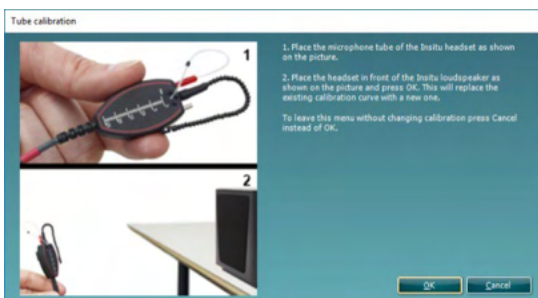 Tube calibration
1
1. Place the microphone tube of the Insitu headset as shown
on the picture.
2. Place the headset in front of the Insitu loudspeaker as
shown on the picture and press OK. This will replace the
existing calibration curve with a new one.
To leave this menu without changing calibration press Cancel
instead of OK.
2
OK
Cancel